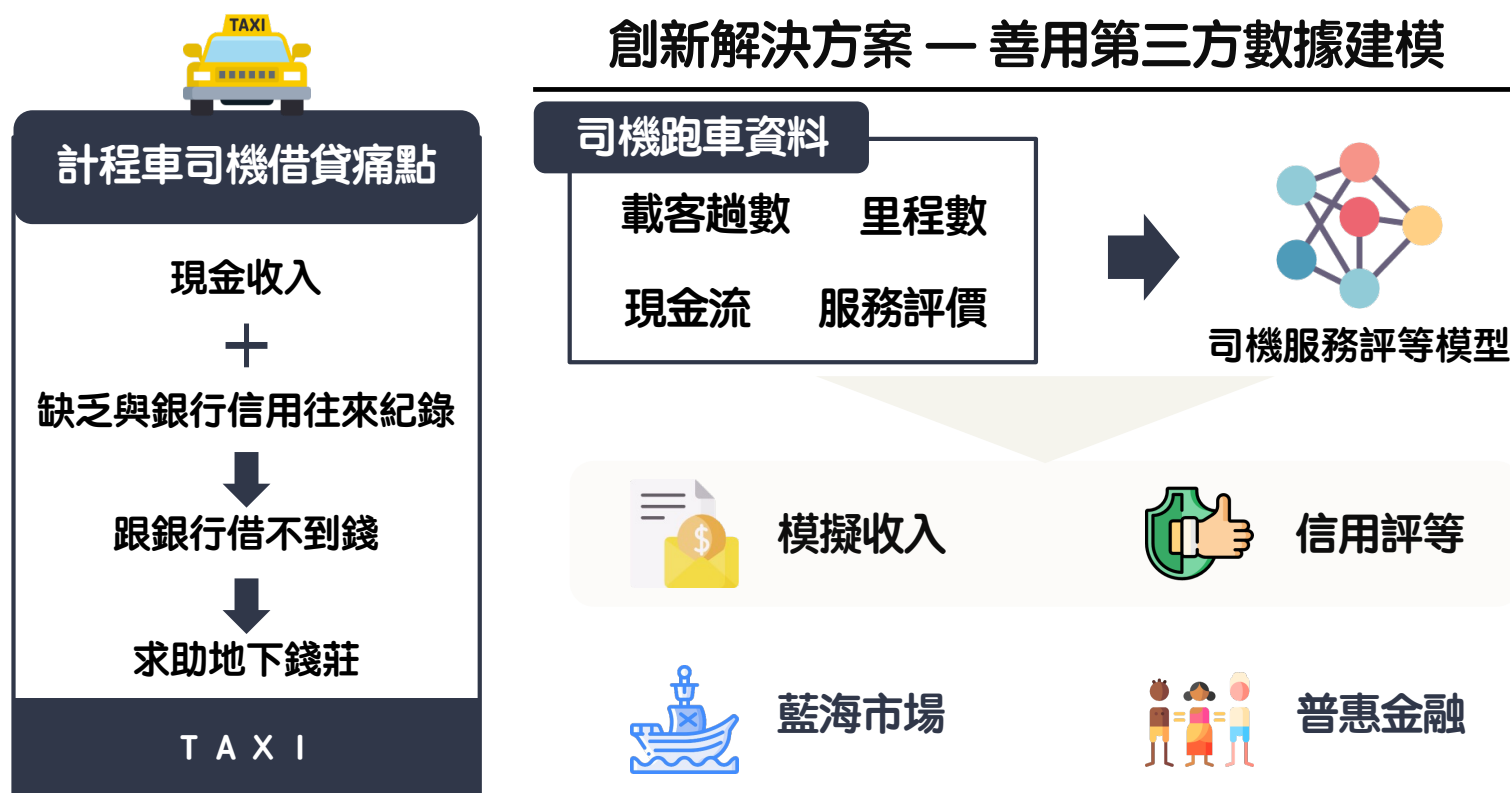 TAXI
計程車司機借貸痛點
現金收入
+
缺乏與銀行信用往來紀錄
跟銀行借不到錢
求助地下錢莊
TAXI
創新解決方案 — 善用第三方數據建模
司機跑車資料
載客趟數 里程數
現金流 服務評價
司機服務評等模型
$
模擬收入 信用評等
藍海市場 普惠金融